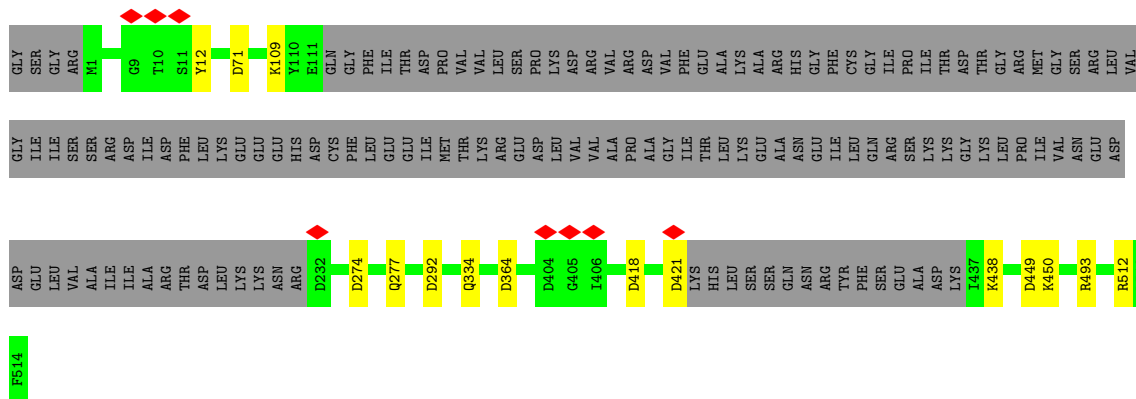 GLY SER GLY ARG M1 G9 T10 S11 Y12 D71 K109 Y110 E111 GLN GLY PHE ILE THR ASP PRO VAL VAL LEU SER PRO LYS ASP ARG VAL ARG ASP VAL PHE GLU ALA LYS ALA ARG HIS GLY PHE CYS GLY ILE PRO ILE THR ASP THR GLY ARG MET GLY SER ARG LEU VAL
GLY ILE ILE SER SER ARG ASP ILE ASP PHE LEU LYS GLU GLU GLU HIS ASP CYS PHE LEU GLU GLU ILE MET THR LYS ARG GLU ASP LEU VAL VAL ALA PRO ALA GLY ILE THR LEU LYS GLU ALA ASN GLU ILE LEU GLN ARG SER LYS LYS GLY LYS LEU PRO ILE VAL ASN GLU ASP
ASP GLU LEU VAL ALA ILE ILE ALA ARG THR ASP LEU LYS LYS ASN ARG D232 D274 Q277 D292 Q334 D364 D404 G405 I406 D418 D421 LYS HIS LEU SER SER GLN ASN ARG TYR PHE SER GLU ALA ASP LYS I437 K438 D449 K450 R493 R512
F514